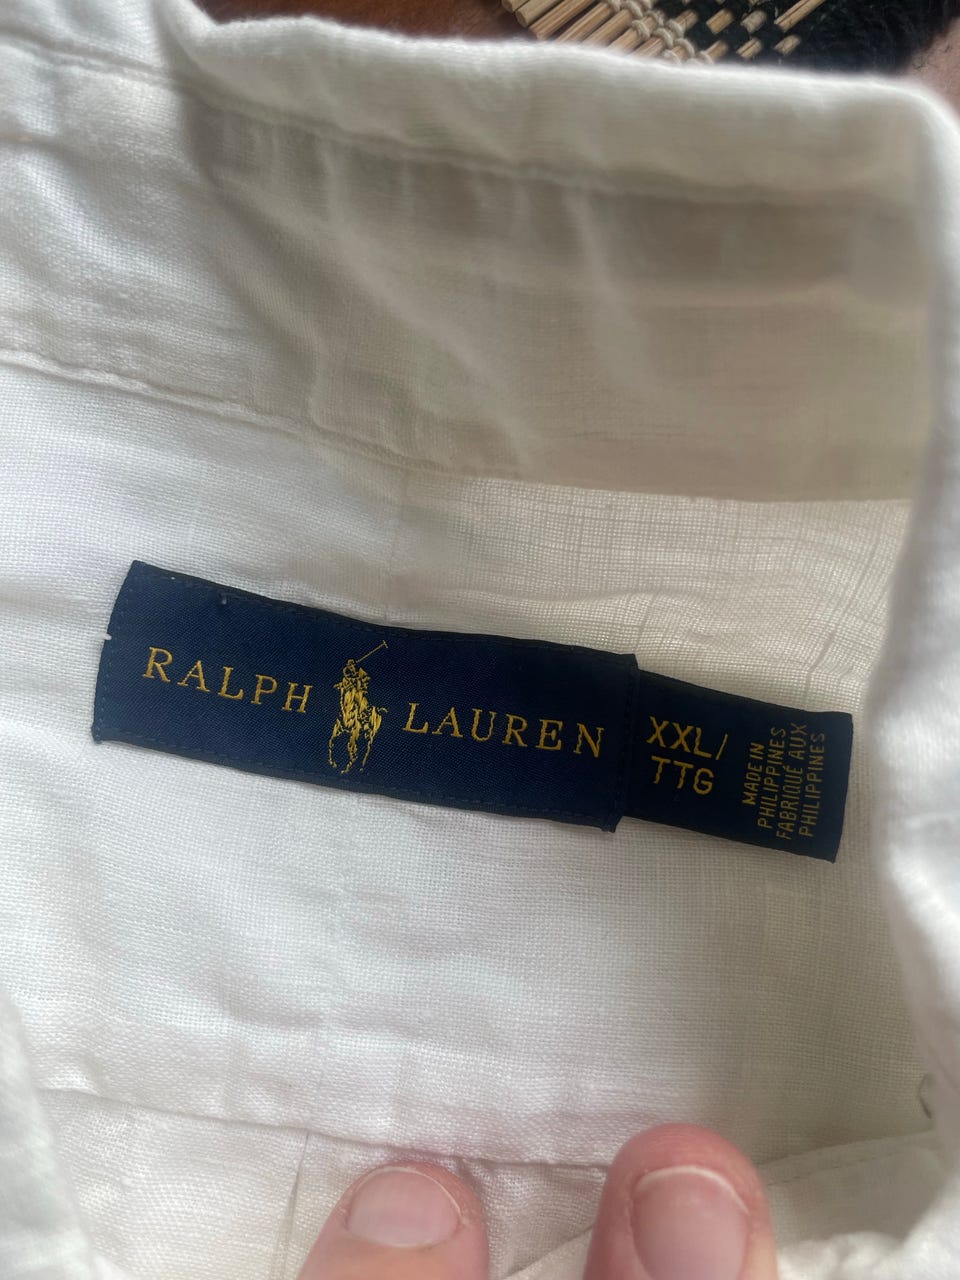 RALPH LAUREN
XXL/
TTG
MADE IN
PHILIPPINES
FABRIQUÉ AUX
PHILIPPINES